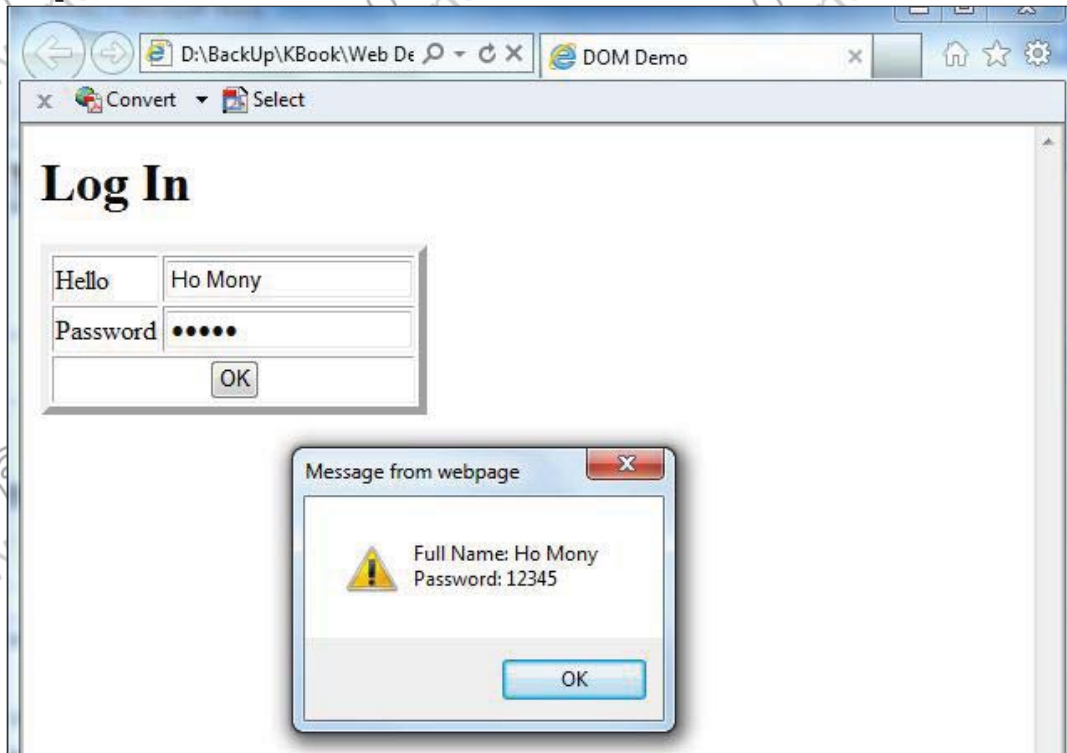 D:\BackUp\KBook\Web De
DOM Demo
x Convert Select
Log In
Hello Ho Mony
Password •••••
OK
Message from webpage
Full Name: Ho Mony
Password: 12345
OK